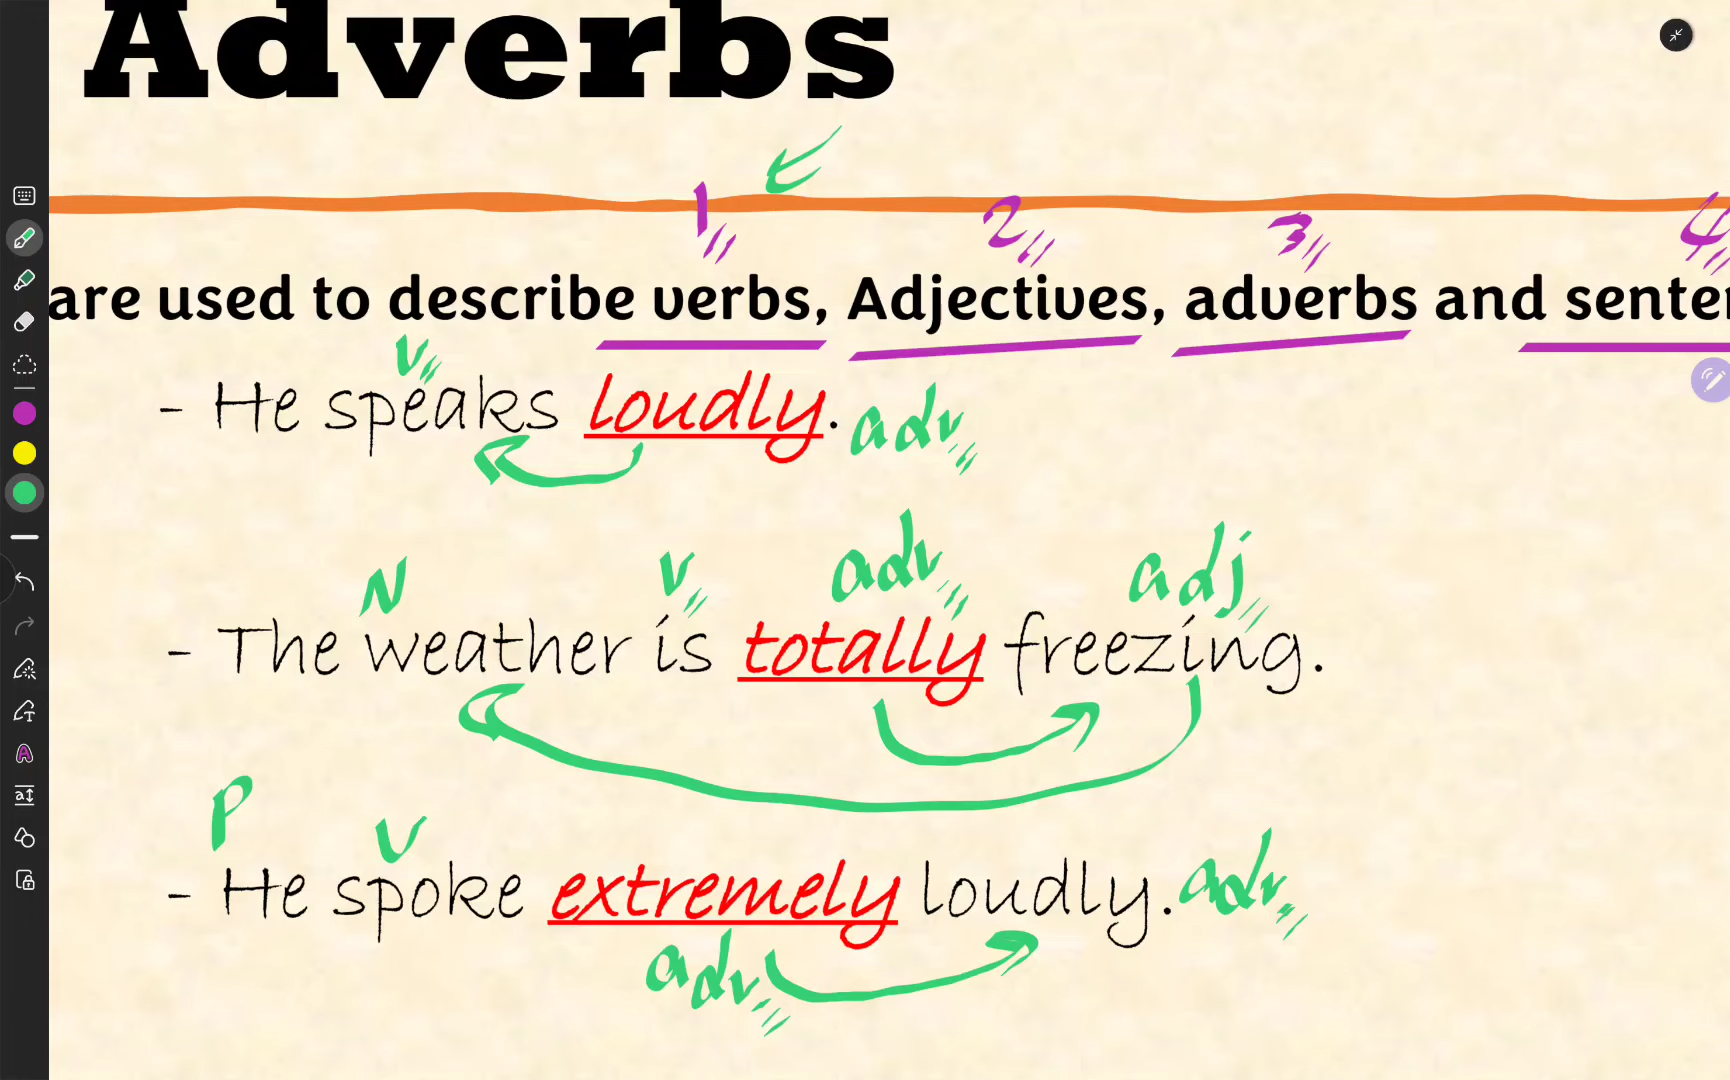 Adverbs
1 2 3 4
are used to describe verbs, Adjectives, adverbs and senten
v
- He speaks loudly. adv
N v adv adj
- The weather is totally freezing.
P v
- He spoke extremely loudly. adv
adv